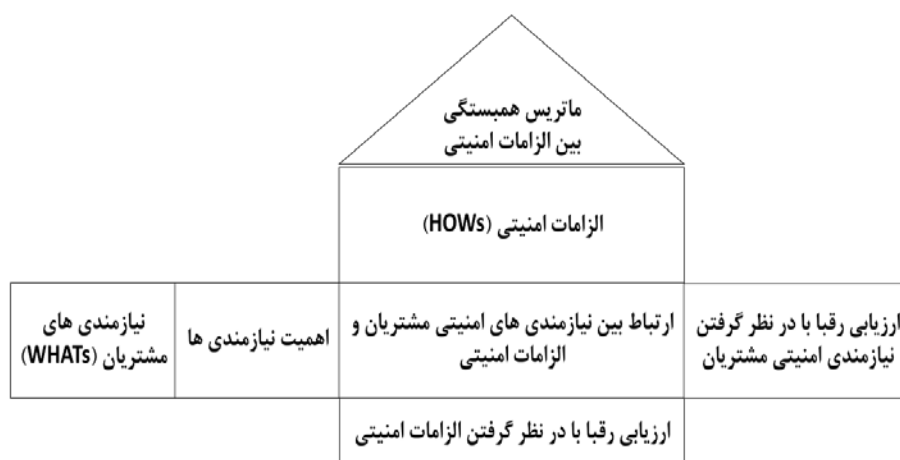 ماتریس همبستگی
بین الزامات امنیتی
الزامات امنیتی (HOWs)
ارزیابی رقبا با در نظر گرفتن
نیازمندی امنیتی مشتریان
ارتباط بین نیازمندی های امنیتی مشتریان و
الزامات امنیتی
اهمیت نیازمندی ها
نیازمندی های
مشتریان (WHATs)
ارزیابی رقبا با در نظر گرفتن الزامات امنیتی